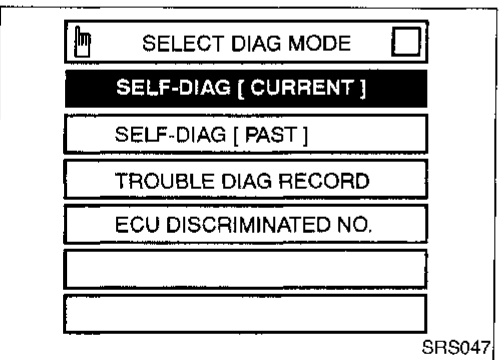 SELECT DIAG MODE
SELF-DIAG [ CURRENT ]
SELF-DIAG [ PAST ]
TROUBLE DIAG RECORD
ECU DISCRIMINATED NO.
SRS047